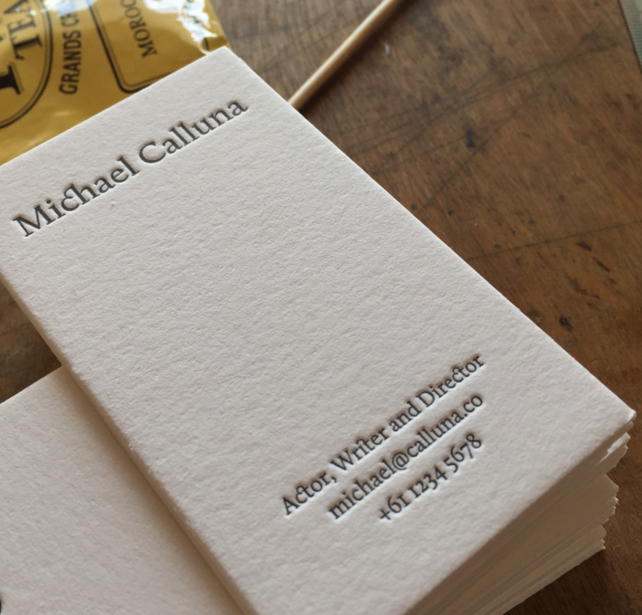 TEA
GRANDS
MOROC
Michael Calluna
Actor, Writer and Director
michael@calluna.co
+61 1234 5678